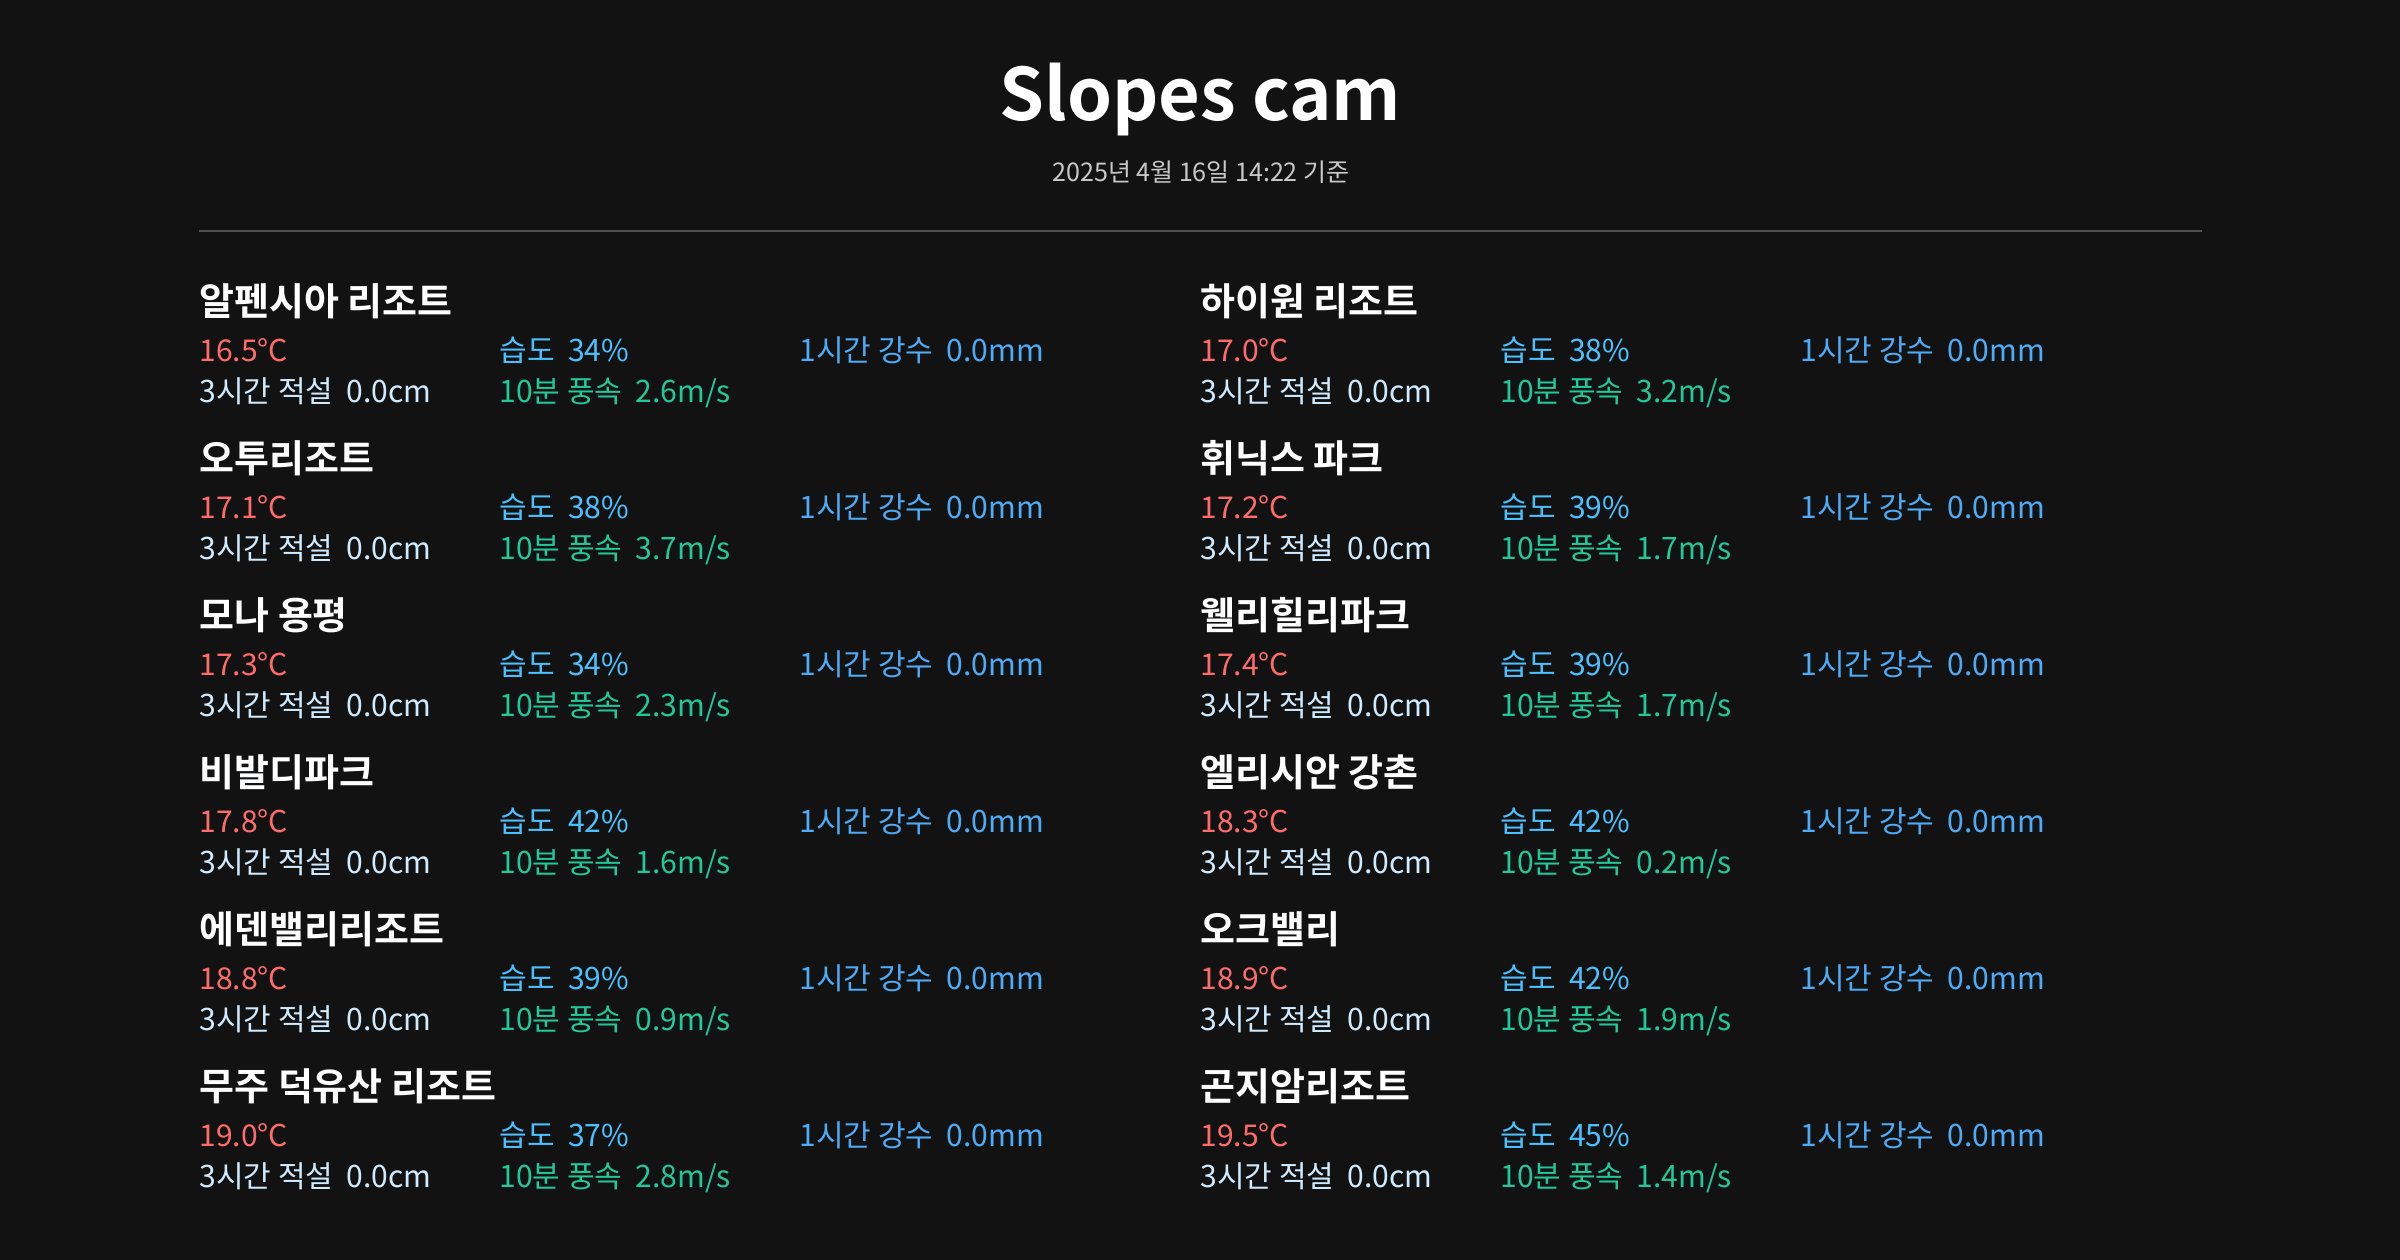 Slopes cam
2025년 4월 16일 14:22 기준
알펜시아 리조트
16.5°C 습도 34% 1시간 강수 0.0mm
3시간 적설 0.0cm 10분 풍속 2.6m/s
하이원 리조트
17.0°C 습도 38% 1시간 강수 0.0mm
3시간 적설 0.0cm 10분 풍속 3.2m/s
오투리조트
17.1°C 습도 38% 1시간 강수 0.0mm
3시간 적설 0.0cm 10분 풍속 3.7m/s
휘닉스 파크
17.2°C 습도 39% 1시간 강수 0.0mm
3시간 적설 0.0cm 10분 풍속 1.7m/s
모나 용평
17.3°C 습도 34% 1시간 강수 0.0mm
3시간 적설 0.0cm 10분 풍속 2.3m/s
웰리힐리파크
17.4°C 습도 39% 1시간 강수 0.0mm
3시간 적설 0.0cm 10분 풍속 1.7m/s
비발디파크
17.8°C 습도 42% 1시간 강수 0.0mm
3시간 적설 0.0cm 10분 풍속 1.6m/s
엘리시안 강촌
18.3°C 습도 42% 1시간 강수 0.0mm
3시간 적설 0.0cm 10분 풍속 0.2m/s
에덴밸리리조트
18.8°C 습도 39% 1시간 강수 0.0mm
3시간 적설 0.0cm 10분 풍속 0.9m/s
오크밸리
18.9°C 습도 42% 1시간 강수 0.0mm
3시간 적설 0.0cm 10분 풍속 1.9m/s
무주 덕유산 리조트
19.0°C 습도 37% 1시간 강수 0.0mm
3시간 적설 0.0cm 10분 풍속 2.8m/s
곤지암리조트
19.5°C 습도 45% 1시간 강수 0.0mm
3시간 적설 0.0cm 10분 풍속 1.4m/s